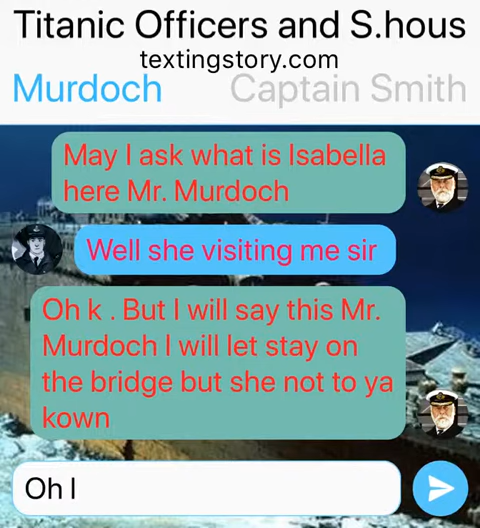 Titanic Officers and S.hous
textingstory.com
Murdoch
Captain Smith
May I ask what is Isabella
here Mr. Murdoch
Well she visiting me sir
Oh k . But I will say this Mr.
Murdoch I will let stay on
the bridge but she not to ya
kown
Oh I